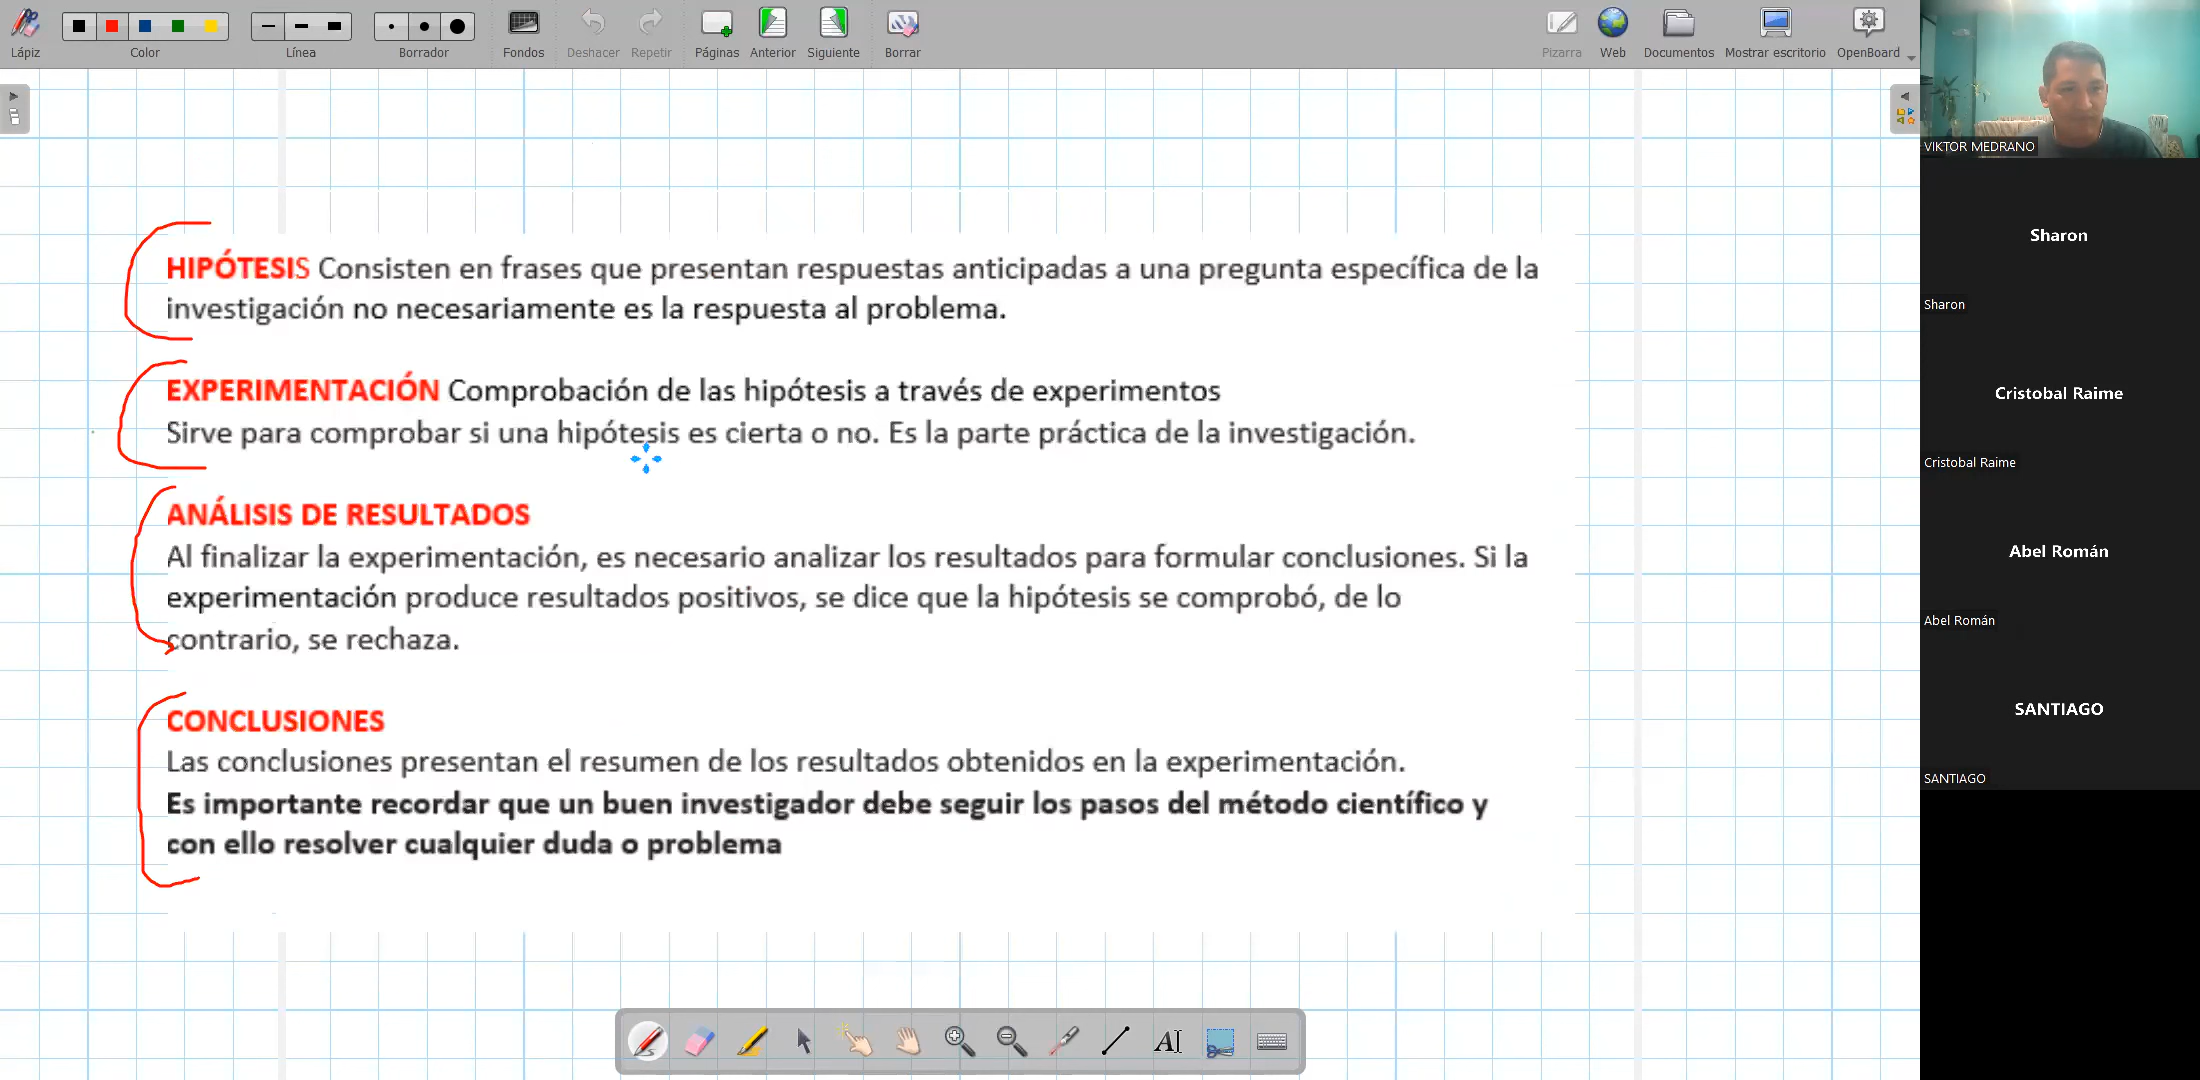 Lápiz
Color
Línea
Borrador
Fondos
Deshacer
Repetir
Páginas
Anterior
Siguiente
Borrar
Pizarra
Web
Documentos
Mostrar escritorio
OpenBoard
HIPÓTESIS Consisten en frases que presentan respuestas anticipadas a una pregunta específica de la
investigación no necesariamente es la respuesta al problema.
EXPERIMENTACIÓN Comprobación de las hipótesis a través de experimentos
Sirve para comprobar si una hipótesis es cierta o no. Es la parte práctica de la investigación.
ANÁLISIS DE RESULTADOS
Al finalizar la experimentación, es necesario analizar los resultados para formular conclusiones. Si la
experimentación produce resultados positivos, se dice que la hipótesis se comprobó, de lo
contrario, se rechaza.
CONCLUSIONES
Las conclusiones presentan el resumen de los resultados obtenidos en la experimentación.
Es importante recordar que un buen investigador debe seguir los pasos del método científico y
con ello resolver cualquier duda o problema
VIKTOR MEDRANO
Sharon
Sharon
Cristobal Raime
Cristobal Raime
Abel Román
Abel Román
SANTIAGO
SANTIAGO